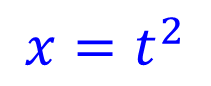 x = t²